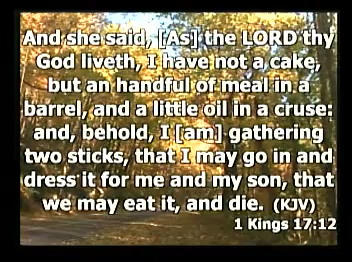 And she said, [As] the LORD thy
God liveth, I have not a cake,
but an handful of meal in a
barrel, and a little oil in a cruse:
and, behold, I [am] gathering
two sticks, that I may go in and
dress it for me and my son, that
we may eat it, and die. (KJV)
1 Kings 17:12